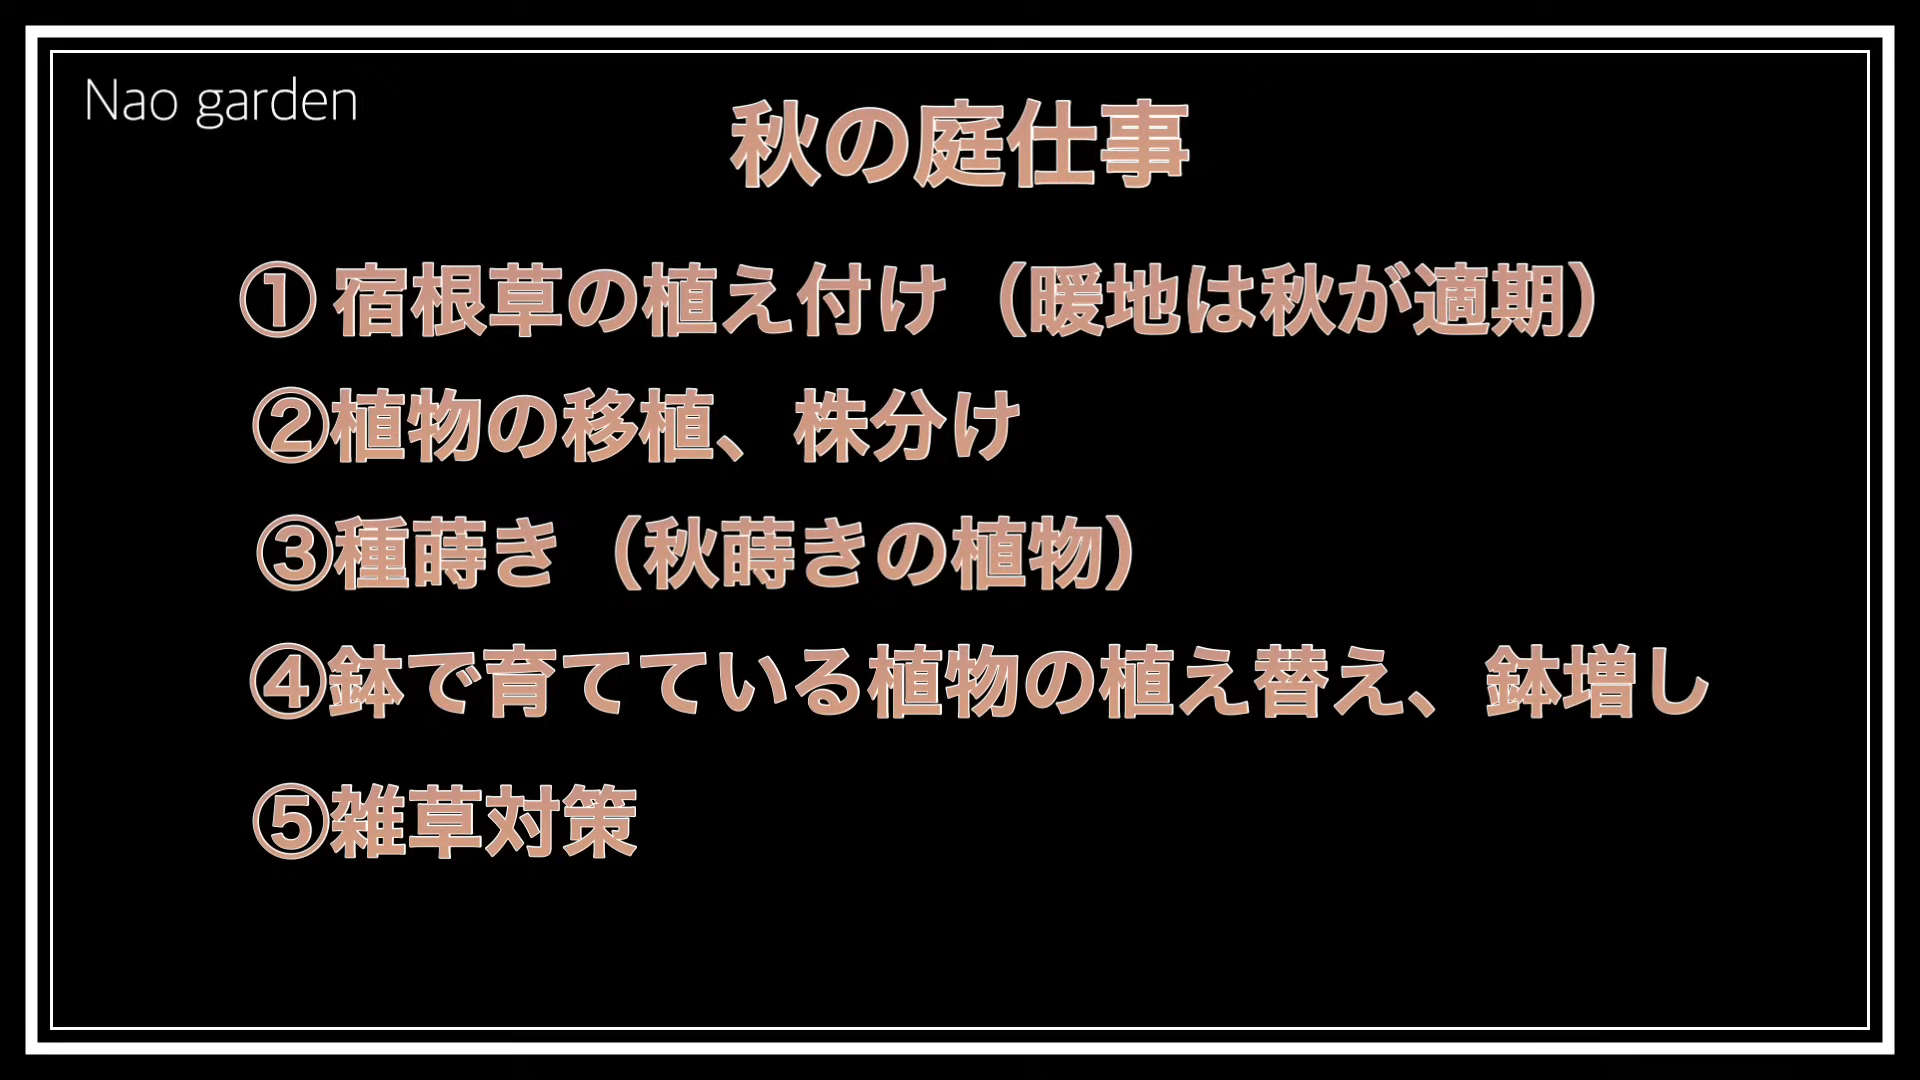 Nao garden
秋の庭仕事
① 宿根草の植え付け（暖地は秋が適期）
②植物の移植、株分け
③種蒔き（秋蒔きの植物）
④鉢で育てている植物の植え替え、鉢増し
⑤雑草対策